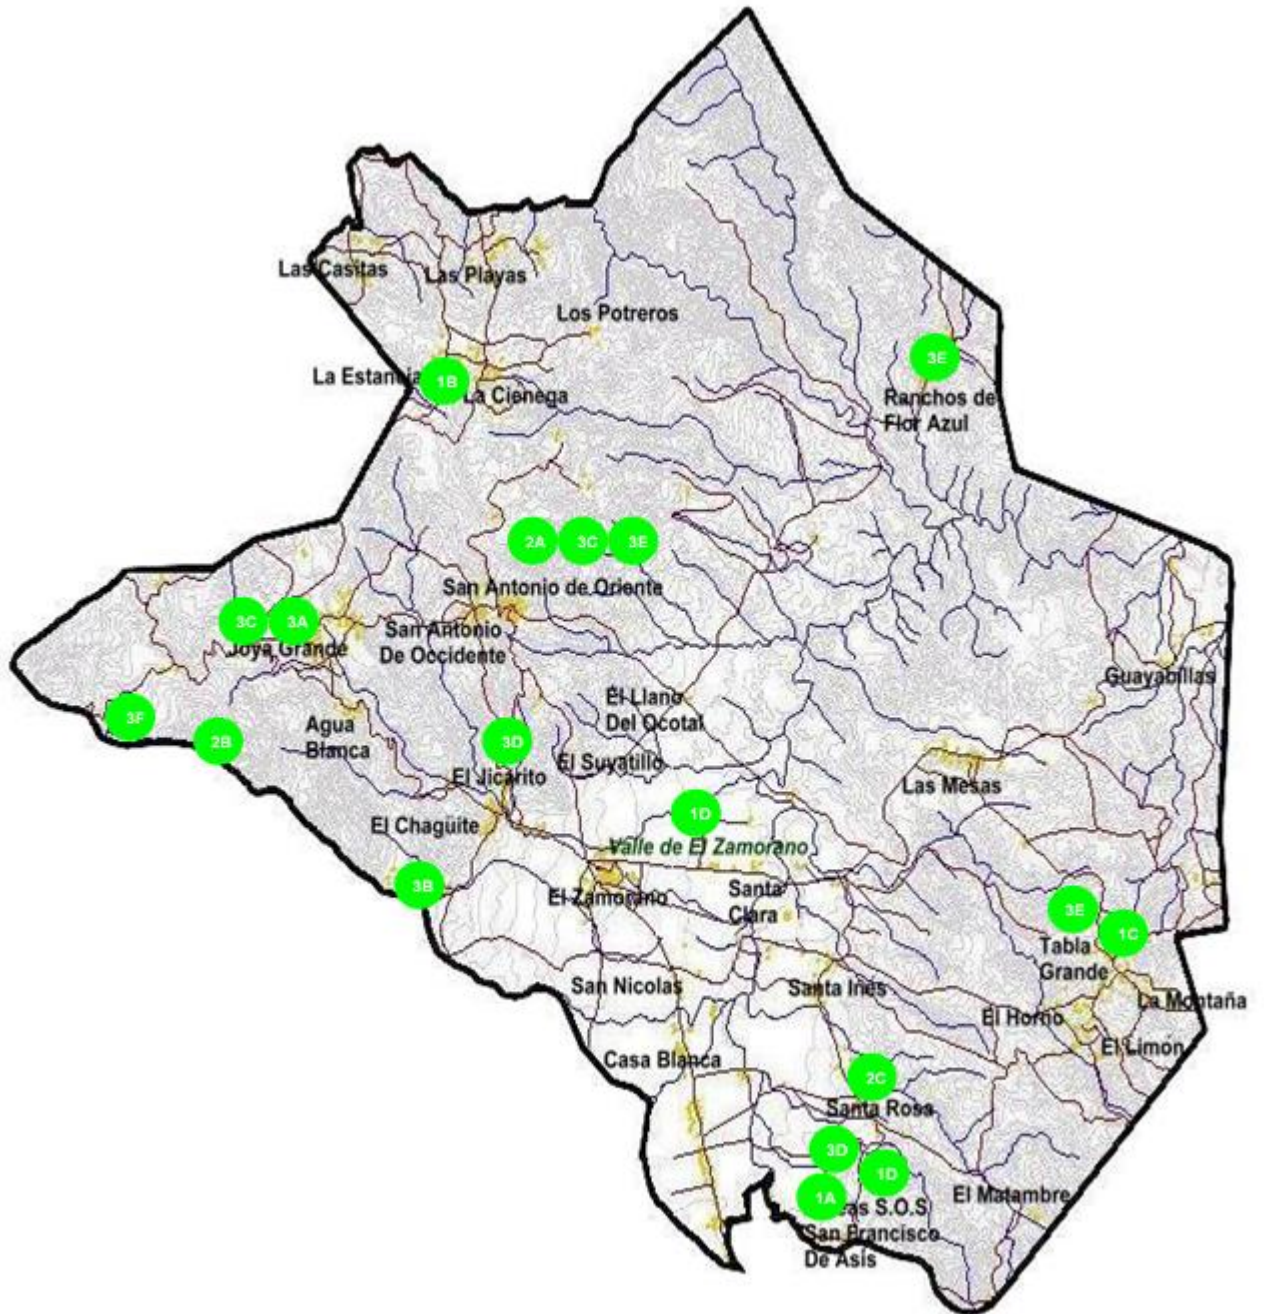 Las Casitas
Las Playas
Los Potreros
La Estancia
1B
La Cienega
3E
Ranchos de
Flor Azul
2A
3C
3E
San Antonio de Oriente
3C
3A
Joya Grande
San Antonio
De Occidente
Guayabillas
3F
2B
Agua
Blanca
El Llano
Del Ocotal
3D
El Jicarito
El Suyatillo
Las Mesas
1D
Valle de El Zamorano
El Chagüite
3B
El Zamorano
Santa
Clara
3E
1C
Tabla
Grande
San Nicolas
Santa Ines
La Montaña
El Horno
El Limón
Casa Blanca
2C
Santa Rosa
3D
1D
1A
El Matambre
eas S.O.S
San Francisco
De Asís